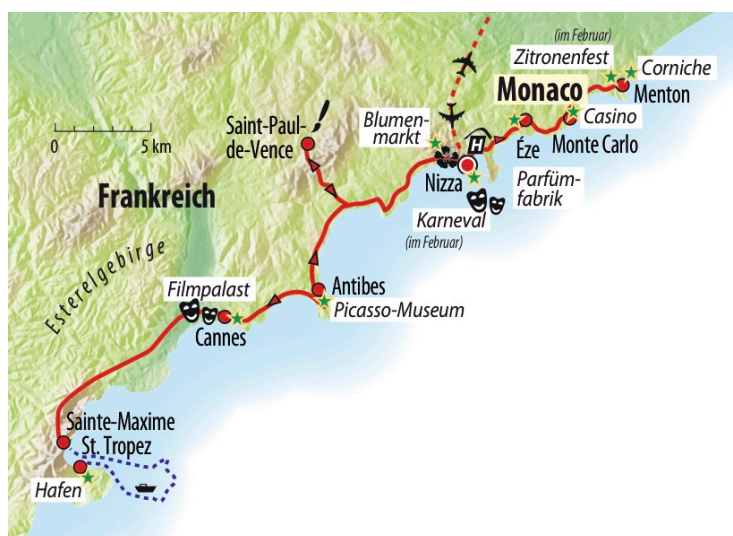 (im Februar)
Zitronenfest
Corniche
Monaco
Menton
Casino
Blumen-
markt
Saint-Paul-
de-Vence
0
5 km
H
Éze
Monte Carlo
Nizza
Parfüm-
fabrik
Frankreich
Karneval
(im Februar)
Esterelgebirge
Filmpalast
Antibes
Picasso-Museum
Cannes
Sainte-Maxime
St. Tropez
Hafen